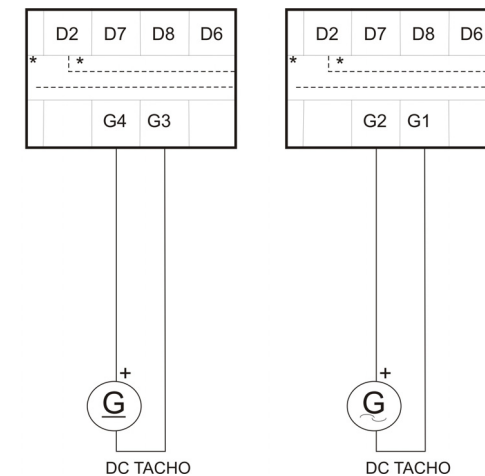 D2 D7 D8 D6 D2 D7 D8 D6
* * * *
G4 G3 G2 G1
+ +
G G
DC TACHO DC TACHO